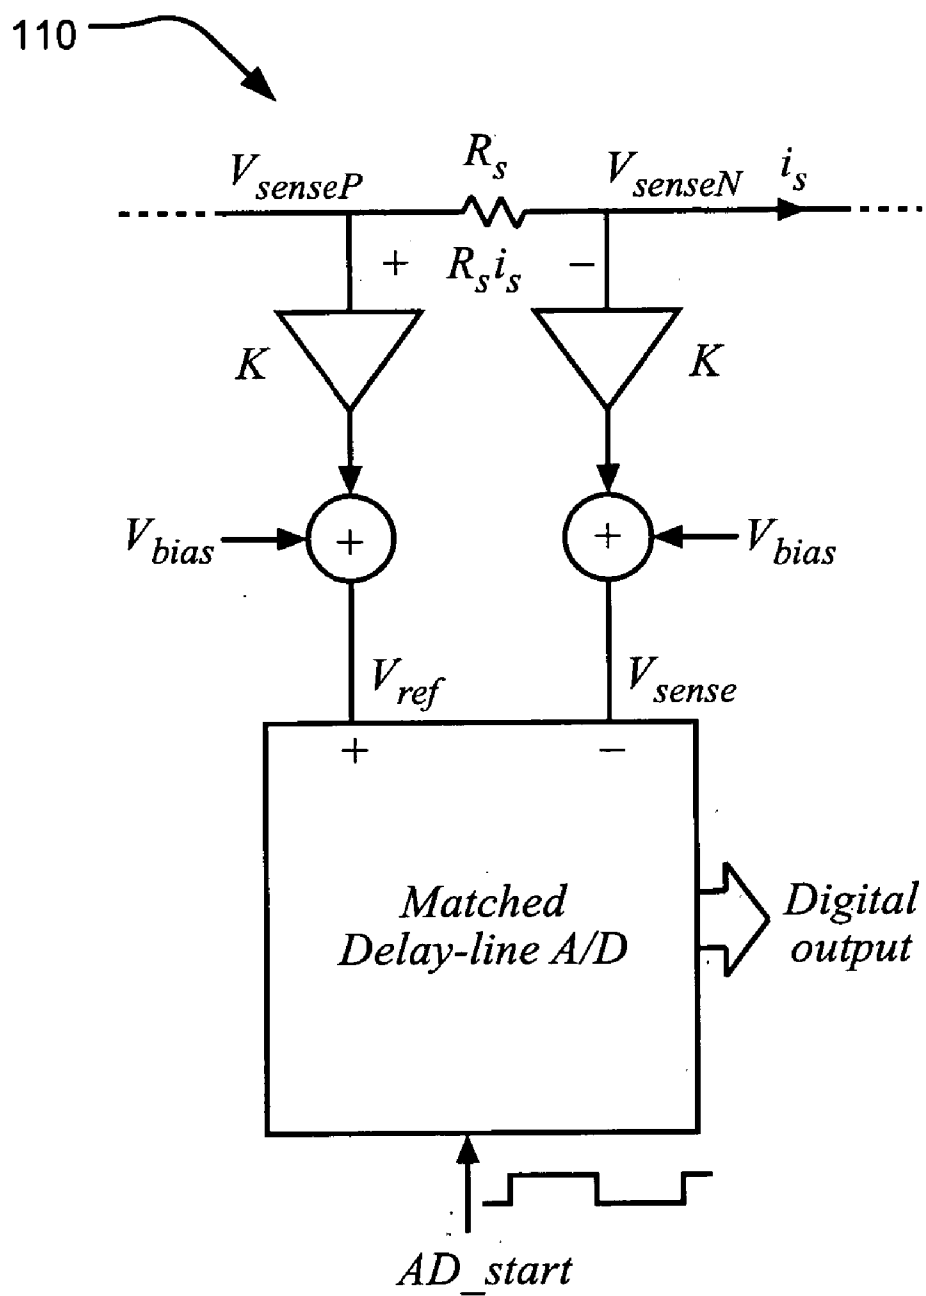 110
R_s
V_senseP
V_senseN
i_s
+ R_s i_s −
K
K
V_bias
+
+
V_bias
V_ref
V_sense
+
−
Matched
Delay-line A/D
Digital
output
AD_start